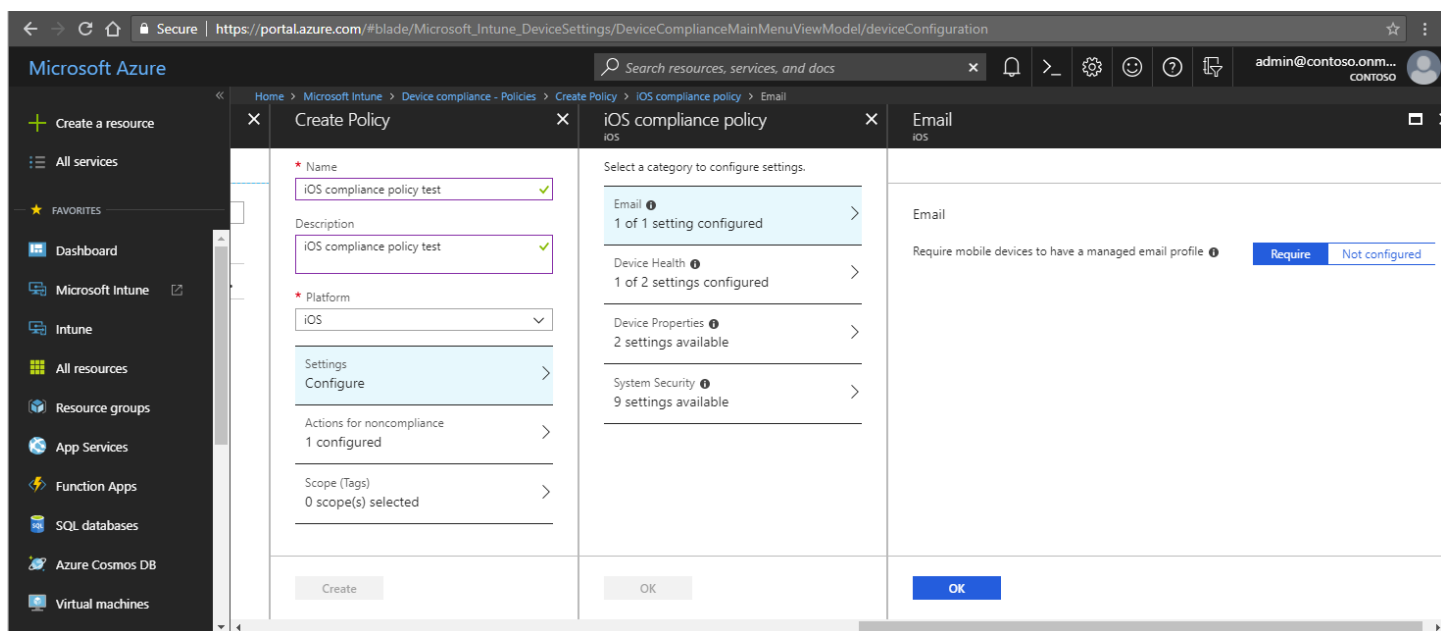 Secure | https://portal.azure.com/#blade/Microsoft_Intune_DeviceSettings/DeviceComplianceMainMenuViewModel/deviceConfiguration
Microsoft Azure
Search resources, services, and docs
admin@contoso.onm...
CONTOSO
Home > Microsoft Intune > Device compliance - Policies > Create Policy > iOS compliance policy > Email
Create a resource
All services
FAVORITES
Dashboard
Microsoft Intune
Intune
All resources
Resource groups
App Services
Function Apps
SQL databases
Azure Cosmos DB
Virtual machines
Create Policy
* Name
iOS compliance policy test
Description
iOS compliance policy test
* Platform
iOS
Settings
Configure
Actions for noncompliance
1 configured
Scope (Tags)
0 scope(s) selected
Create
iOS compliance policy
iOS
Select a category to configure settings.
Email
1 of 1 setting configured
Device Health
1 of 2 settings configured
Device Properties
2 settings available
System Security
9 settings available
OK
Email
iOS
Email
Require mobile devices to have a managed email profile
Require
Not configured
OK